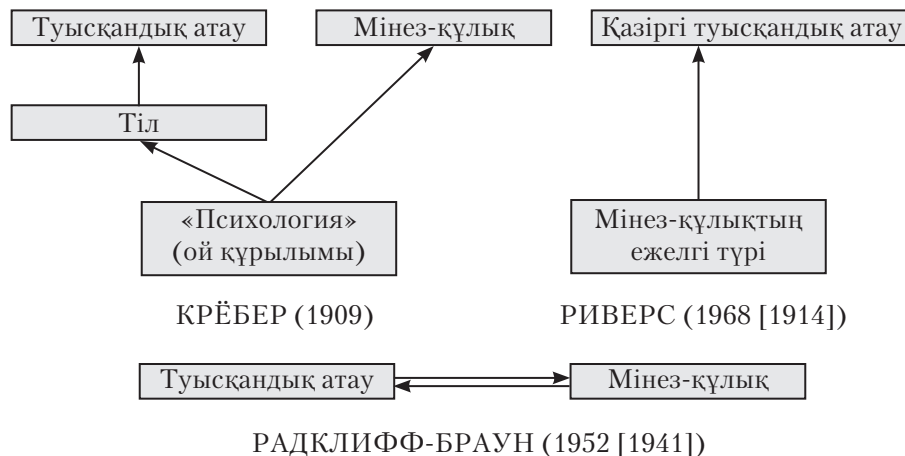 Туысқандық атау
Мінез-құлық
Қазіргі туысқандық атау
Тіл
«Психология»
(ой құрылымы)
Мінез-құлықтың
ежелгі түрі
КРЁБЕР (1909)
РИВЕРС (1968 [1914])
Туысқандық атау
Мінез-құлық
РАДКЛИФФ-БРАУН (1952 [1941])